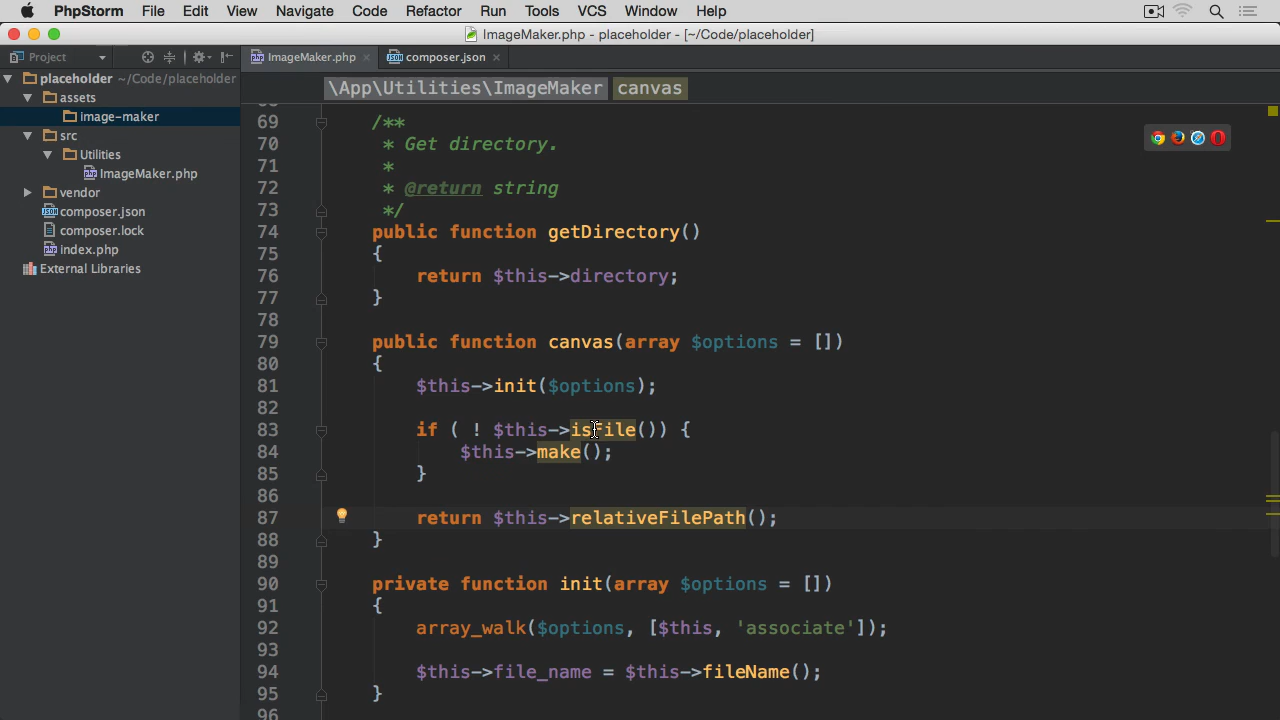 PhpStorm File Edit View Navigate Code Refactor Run Tools VCS Window Help
ImageMaker.php - placeholder - [~/Code/placeholder]
Project
ImageMaker.php
composer.json
placeholder ~/Code/placeholder
assets
image-maker
src
Utilities
ImageMaker.php
vendor
composer.json
composer.lock
index.php
External Libraries
\App\Utilities\ImageMaker canvas
69 /**
70 * Get directory.
71 *
72 * @return string
73 */
74 public function getDirectory()
75 {
76 return $this->directory;
77 }
78
79 public function canvas(array $options = [])
80 {
81 $this->init($options);
82
83 if ( ! $this->isFile()) {
84 $this->make();
85 }
86
87 return $this->relativeFilePath();
88 }
89
90 private function init(array $options = [])
91 {
92 array_walk($options, [$this, 'associate']);
93
94 $this->file_name = $this->fileName();
95 }
96